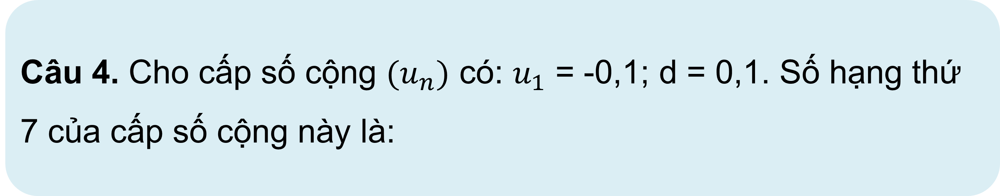 Câu 4. Cho cấp số cộng (uₙ) có: u₁ = -0,1; d = 0,1. Số hạng thứ
7 của cấp số cộng này là: